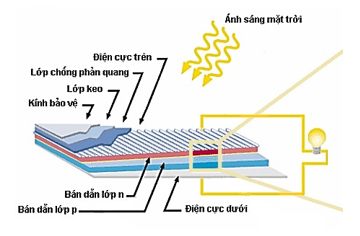 Ánh sáng mặt trời
Điện cực trên
Lớp chống phản quang
Lớp keo
Kính bảo vệ
Bán dẫn lớp n
Bán dẫn lớp p
Điện cực dưới